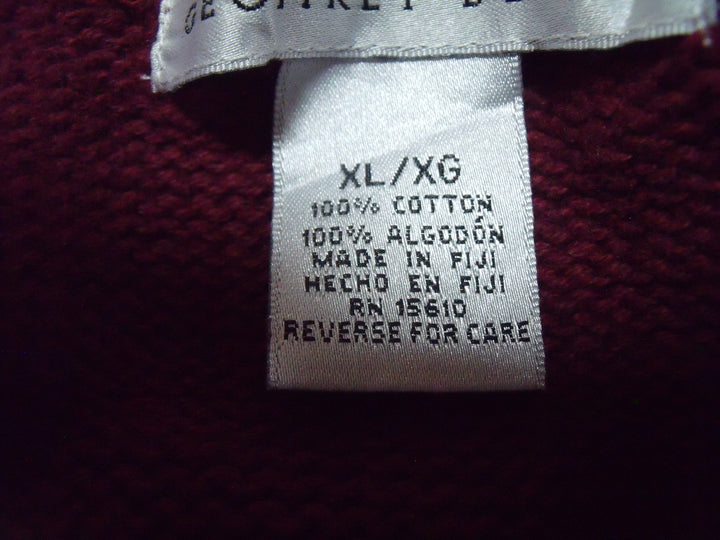 XL/XG
100% COTTON
100% ALGODÓN
MADE IN FIJI
HECHO EN FIJI
RN 15610
REVERSE FOR CARE